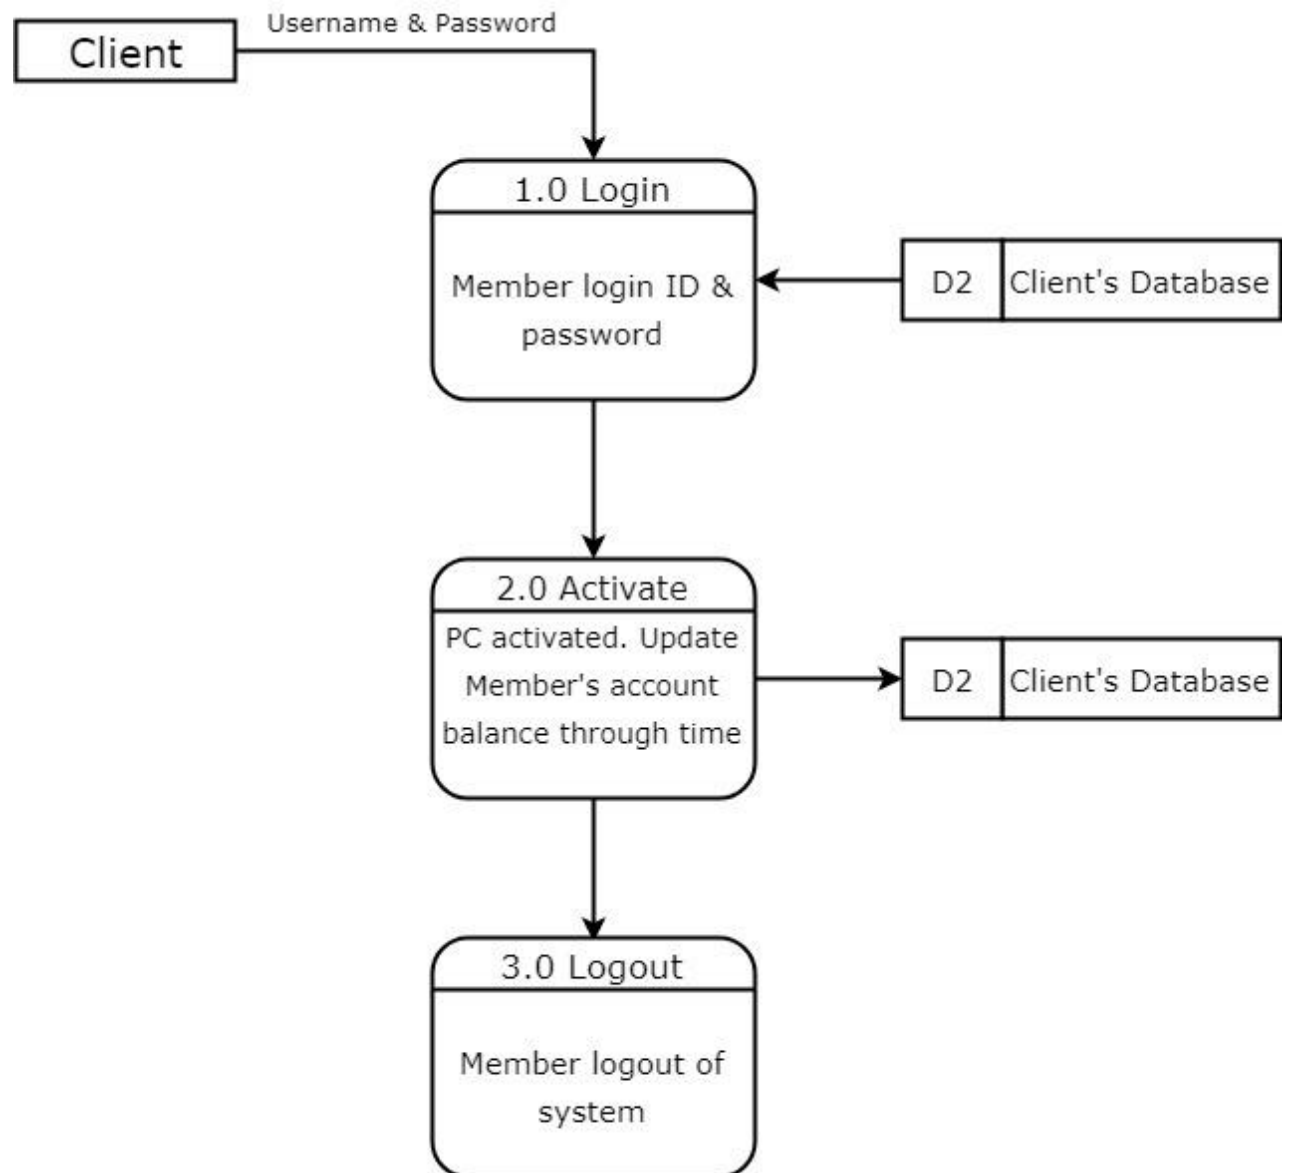 Username & Password
Client
1.0 Login
Member login ID &
password
D2
Client's Database
2.0 Activate
PC activated. Update
Member's account
balance through time
D2
Client's Database
3.0 Logout
Member logout of
system